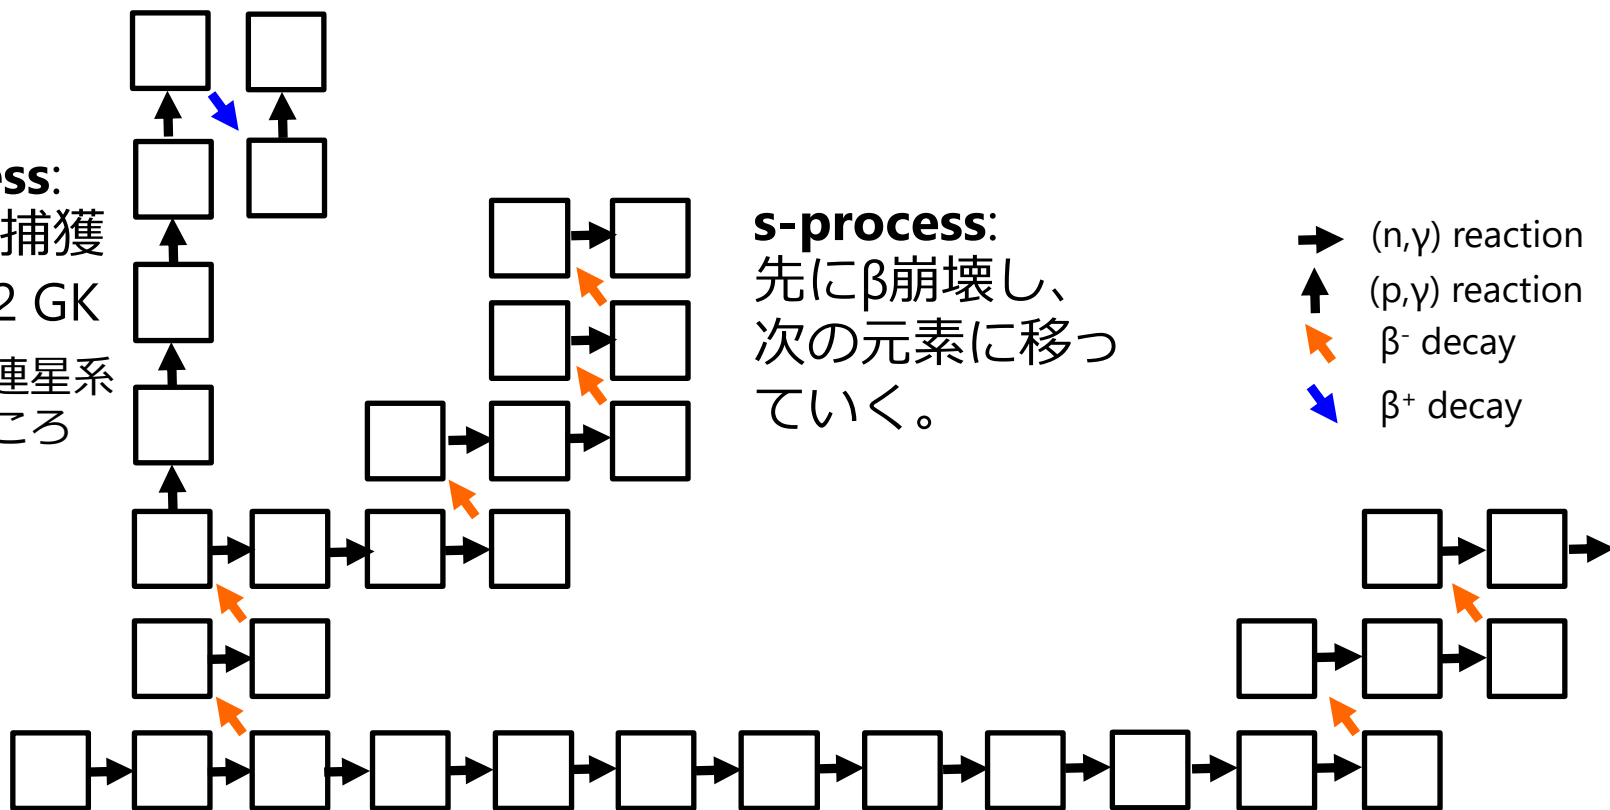 ess:
捕獲
2 GK
連星系
ころ
s-process:
先にβ崩壊し、
次の元素に移っ
ていく。
(n,γ) reaction
(p,γ) reaction
β⁻ decay
β⁺ decay